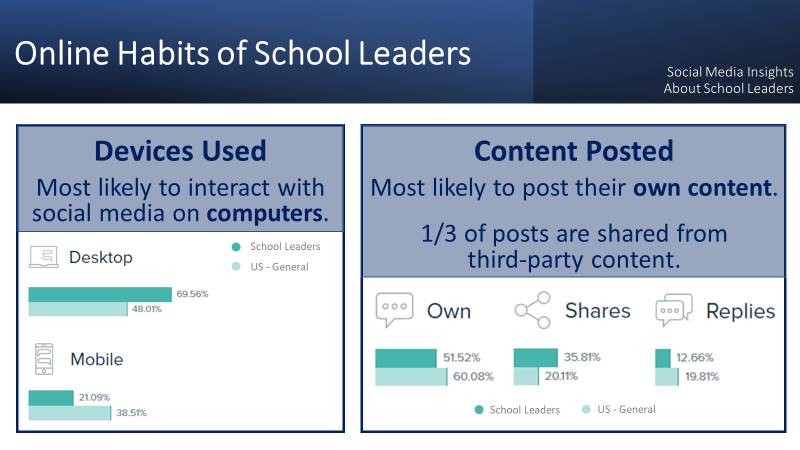 Online Habits of School Leaders
Social Media Insights
About School Leaders
Devices Used
Most likely to interact with
social media on computers.
Desktop
School Leaders
US - General
69.56%
48.01%
Mobile
21.09%
38.51%
Content Posted
Most likely to post their own content.
1/3 of posts are shared from
third-party content.
Own
Shares
Replies
51.52%
60.08%
35.81%
20.11%
12.66%
19.81%
School Leaders
US - General